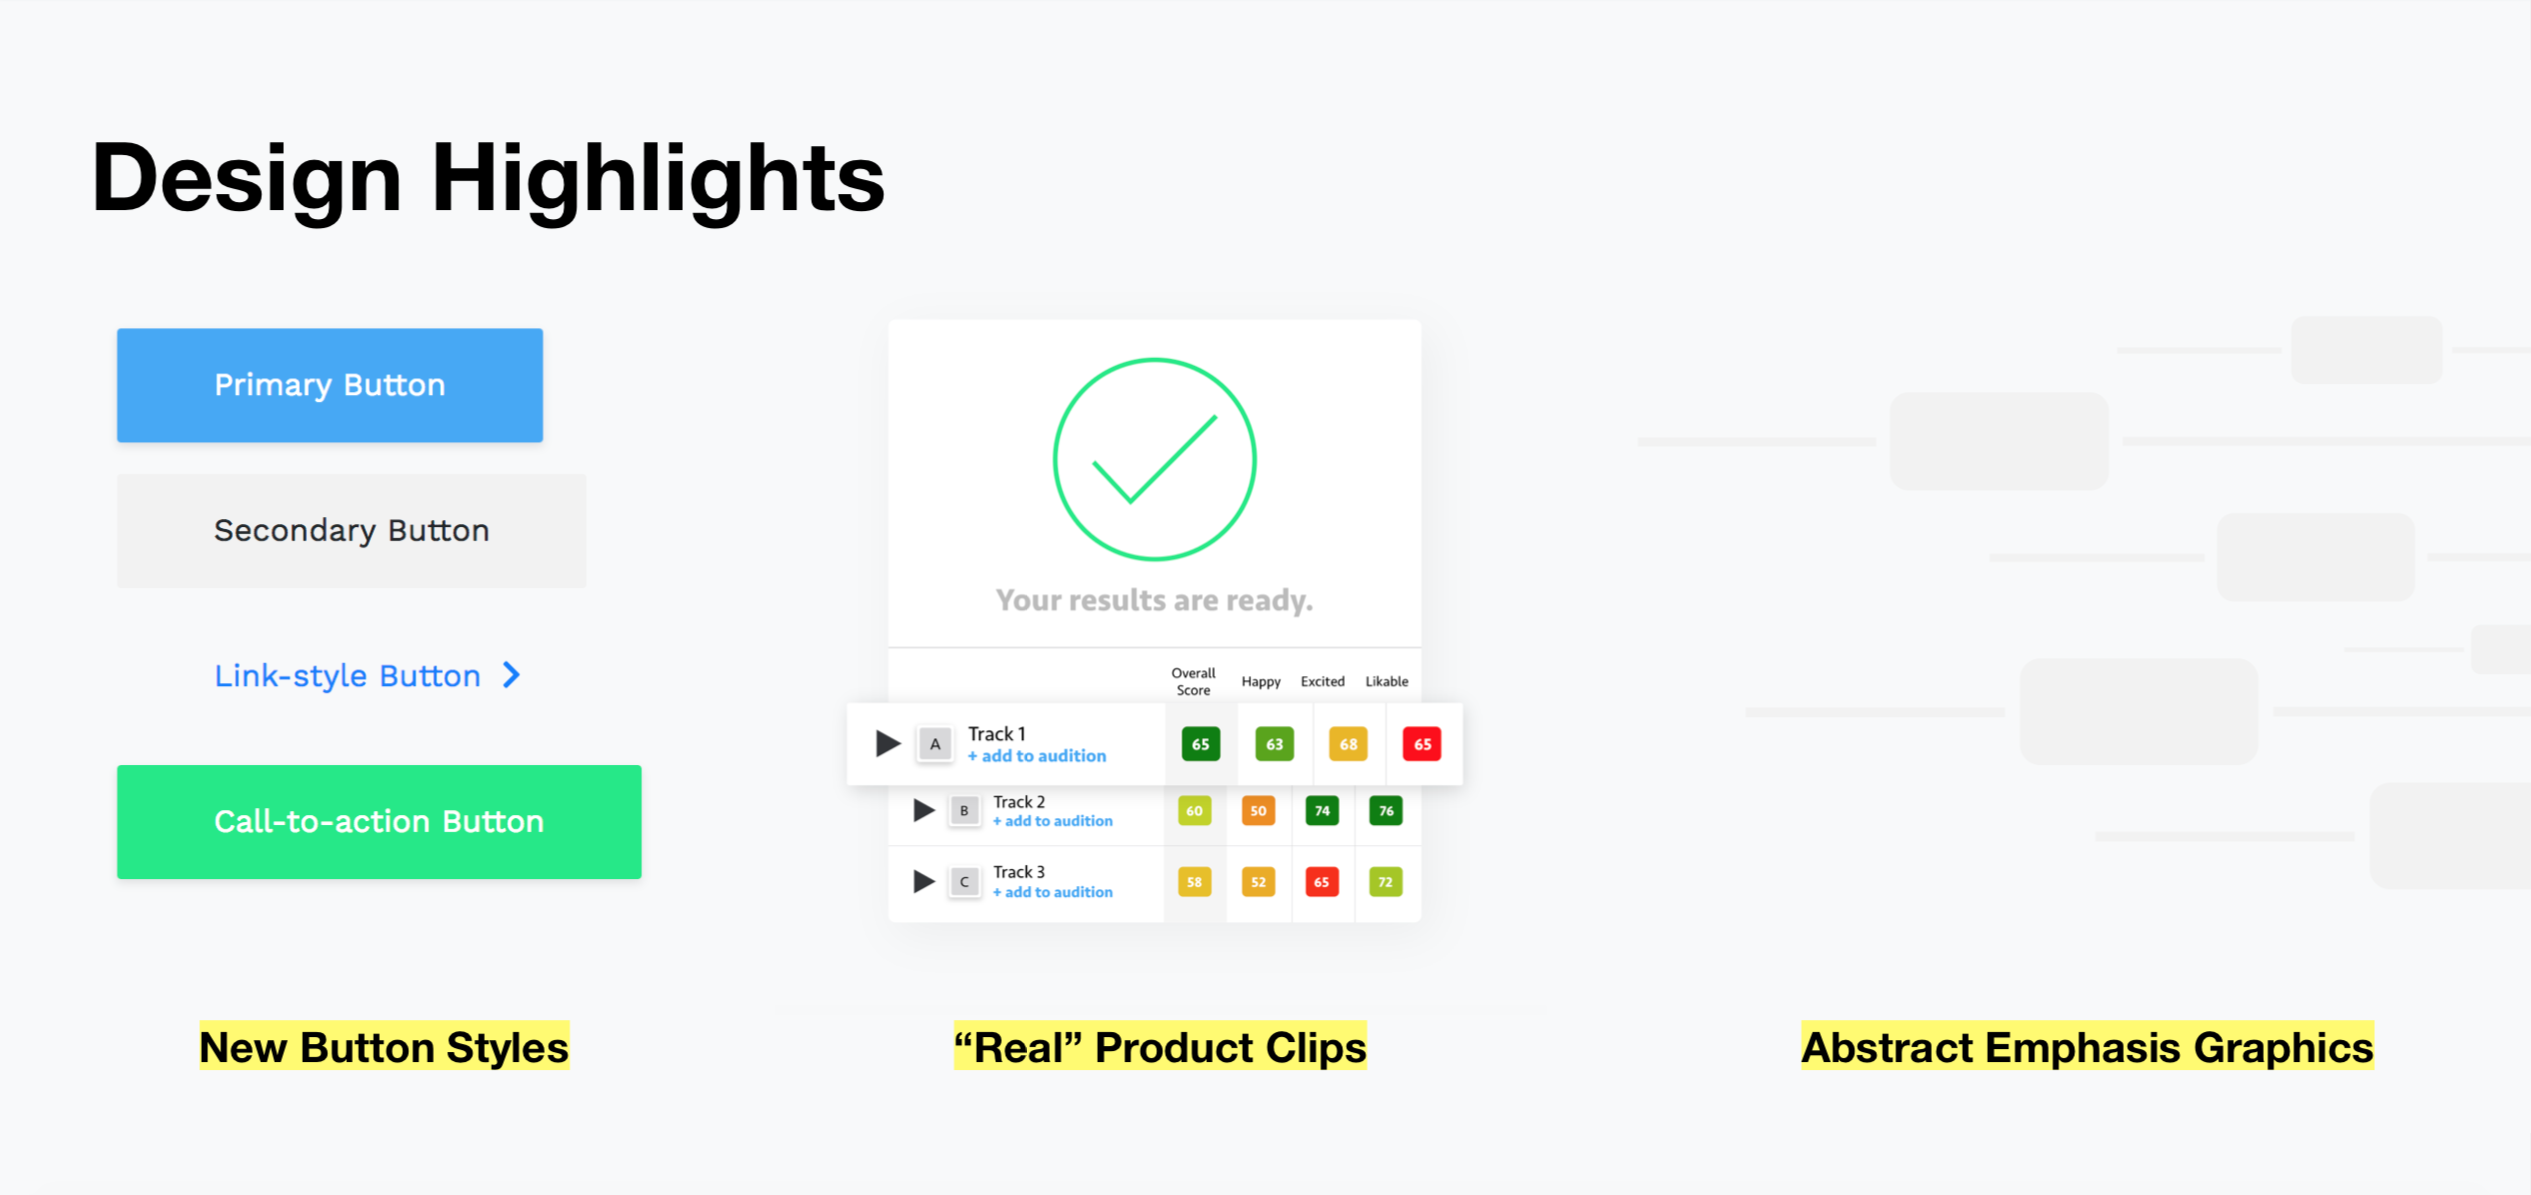 Design Highlights
Primary Button
Secondary Button
Link-style Button
Call-to-action Button
New Button Styles
Your results are ready.
Overall Score Happy Excited Likable
A Track 1 65 63 68 65
+ add to audition
B Track 2 60 50 74 76
+ add to audition
C Track 3 58 52 65 72
+ add to audition
“Real” Product Clips
Abstract Emphasis Graphics